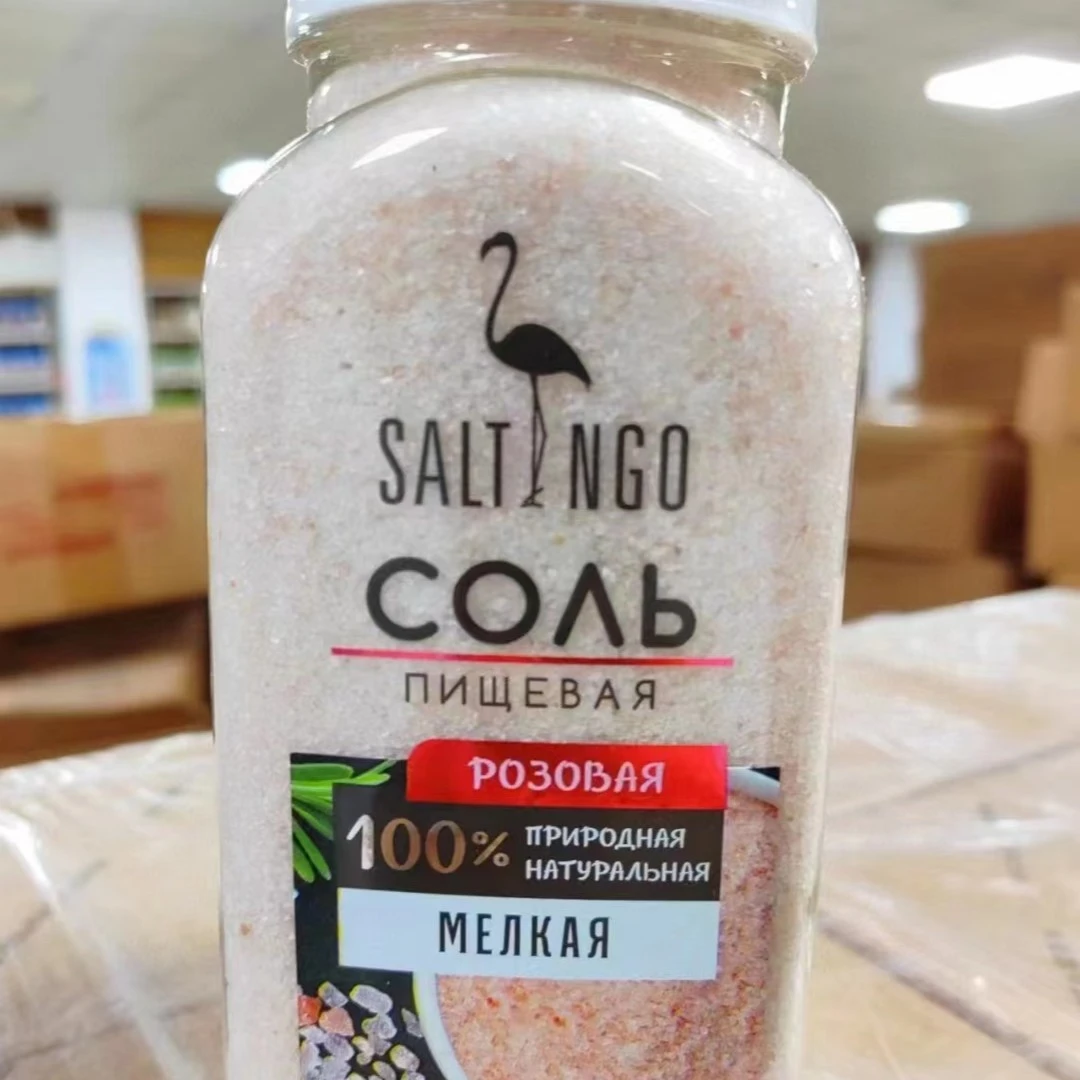 SALTINGO
СОЛЬ
ПИЩЕВАЯ
РОЗОВАЯ
100% ПРИРОДНАЯ
НАТУРАЛЬНАЯ
МЕЛКАЯ